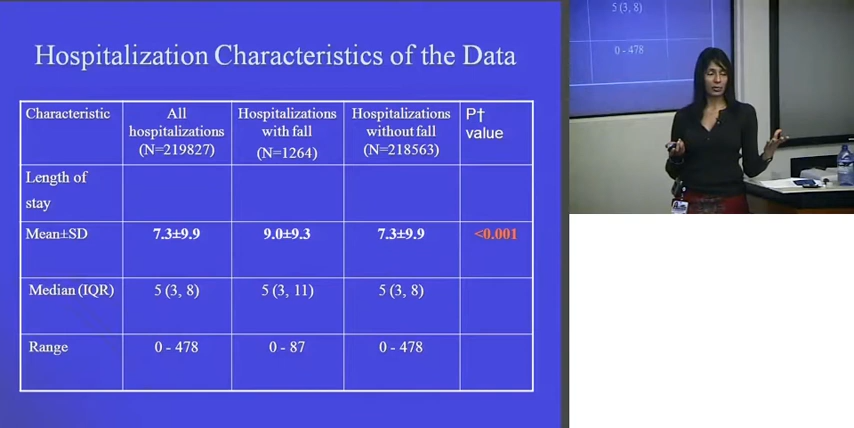 Hospitalization Characteristics of the Data
Characteristic
All
hospitalizations
(N=219827)
Hospitalizations
with fall
(N=1264)
Hospitalizations
without fall
(N=218563)
P†
value
Length of
stay
Mean±SD
7.3±9.9
9.0±9.3
7.3±9.9
<0.001
Median (IQR)
5 (3, 8)
5 (3, 11)
5 (3, 8)
Range
0 - 478
0 - 87
0 - 478
5 (3, 8)
0 - 478